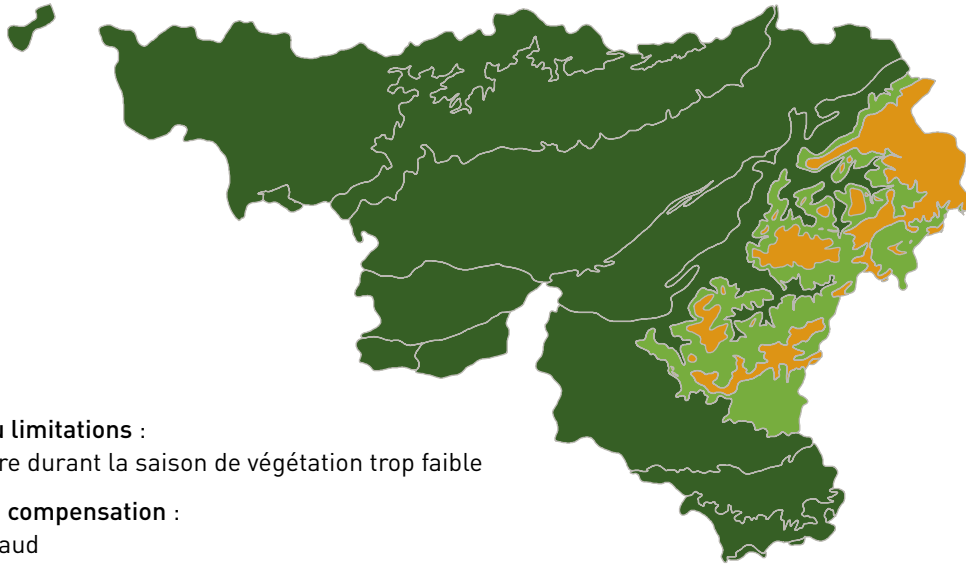 u limitations :
re durant la saison de végétation trop faible
compensation :
aud